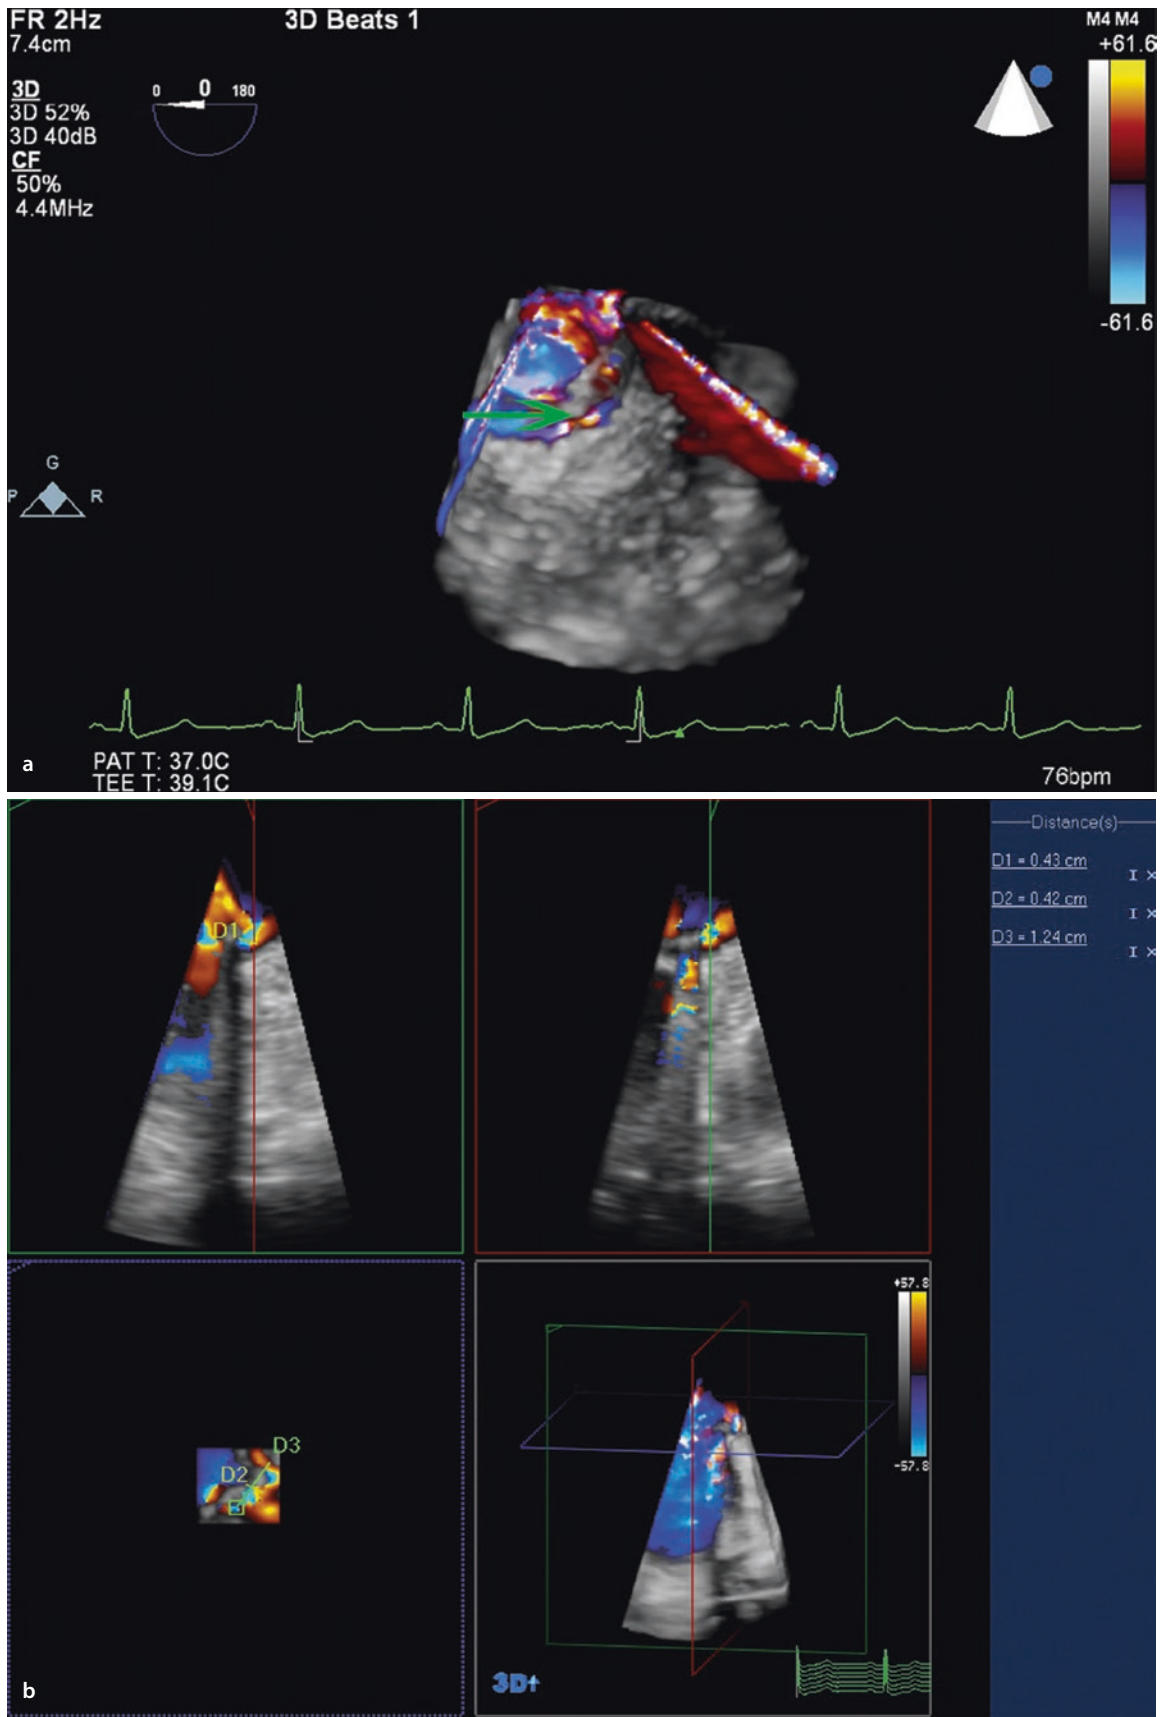 FR 2Hz
3D Beats 1
M4 M4
7.4cm
+61.6
3D
3D 52%
3D 40dB
CF
50%
4.4MHz
0 0 180
-61.6
G
P R
PAT T: 37.0C
TEE T: 39.1C
76bpm
a
D1
Distance(s)
D1 = 0.43 cm
I ×
D2 = 0.42 cm
I ×
D3 = 1.24 cm
I ×
D3
D2
+57.8
-57.8
3D
b